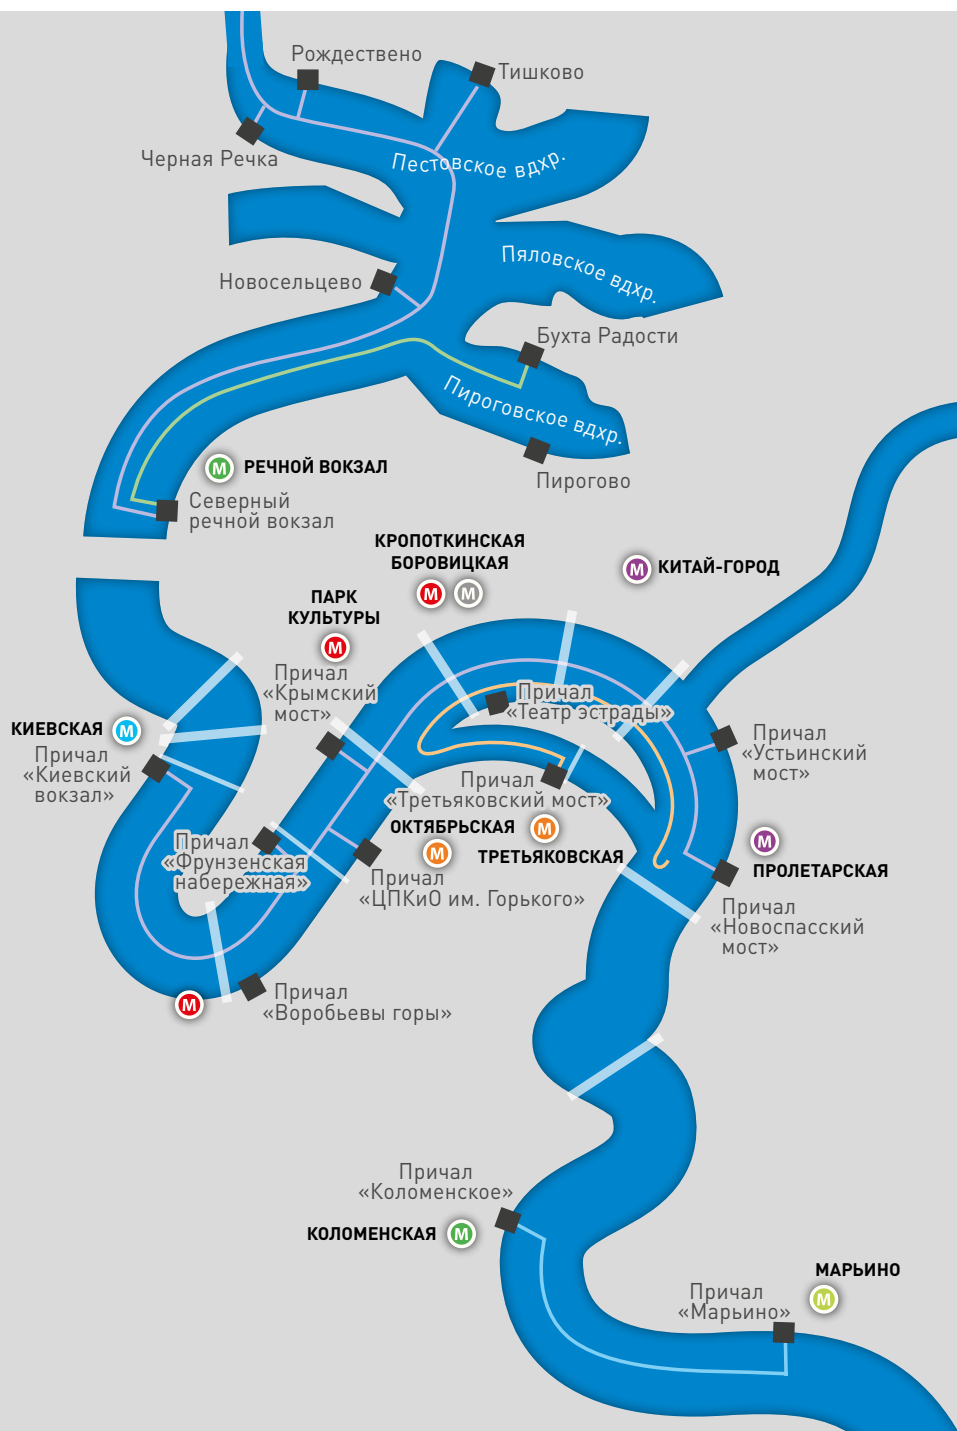 Рождествено
Тишково
Черная Речка
Пестовское вдхр.
Новосельцево
Пяловское вдхр.
Бухта Радости
Пироговское вдхр.
М РЕЧНОЙ ВОКЗАЛ
Пирогово
Северный
речной вокзал
КРОПОТКИНСКАЯ
БОРОВИЦКАЯ
М М
М КИТАЙ-ГОРОД
ПАРК
КУЛЬТУРЫ
М
Причал
«Крымский
мост»
Причал
«Театр эстрады»
КИЕВСКАЯ М
Причал
«Киевский
вокзал»
Причал
«Устьинский
мост»
Причал
«Третьяковский мост»
ОКТЯБРЬСКАЯ М
М
ТРЕТЬЯКОВСКАЯ
Причал
«Фрунзенская
набережная»
М
ПРОЛЕТАРСКАЯ
Причал
«ЦПКиО им. Горького»
Причал
«Новоспасский
мост»
М
Причал
«Воробьевы горы»
Причал
«Коломенское»
КОЛОМЕНСКАЯ М
МАРЬИНО
М
Причал
«Марьино»